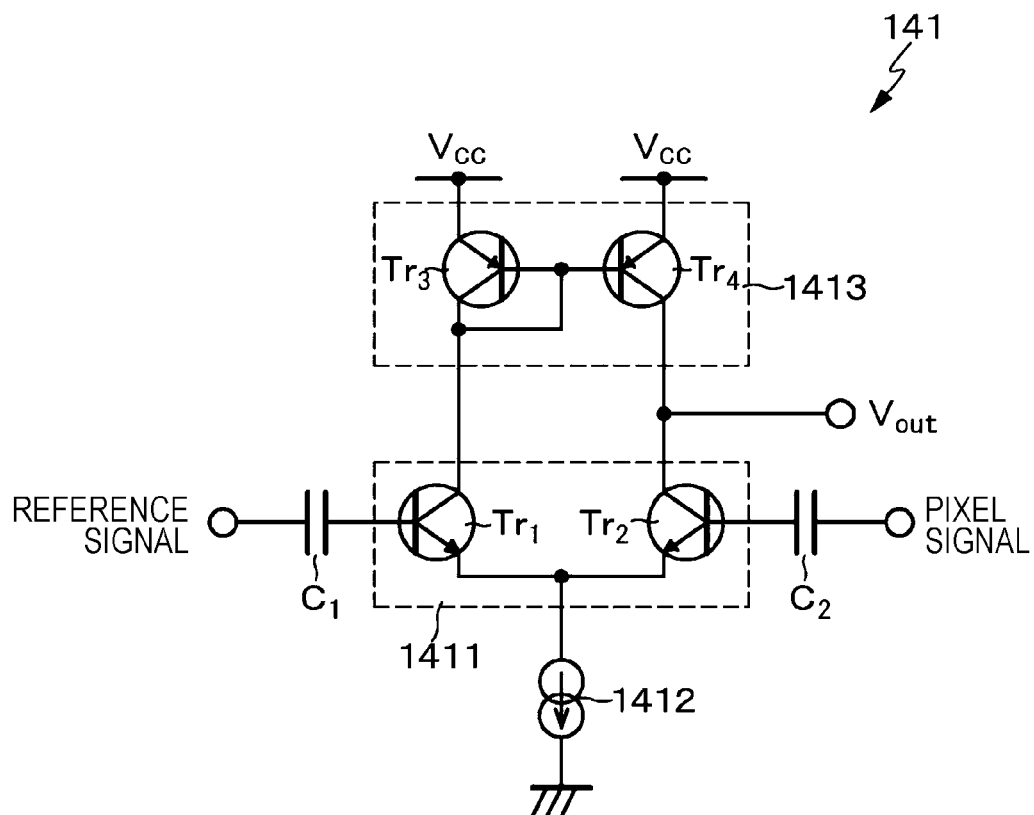 141
VCC
VCC
Tr3
Tr4
1413
Vout
REFERENCE
SIGNAL
Tr1
Tr2
PIXEL
SIGNAL
C1
C2
1411
1412